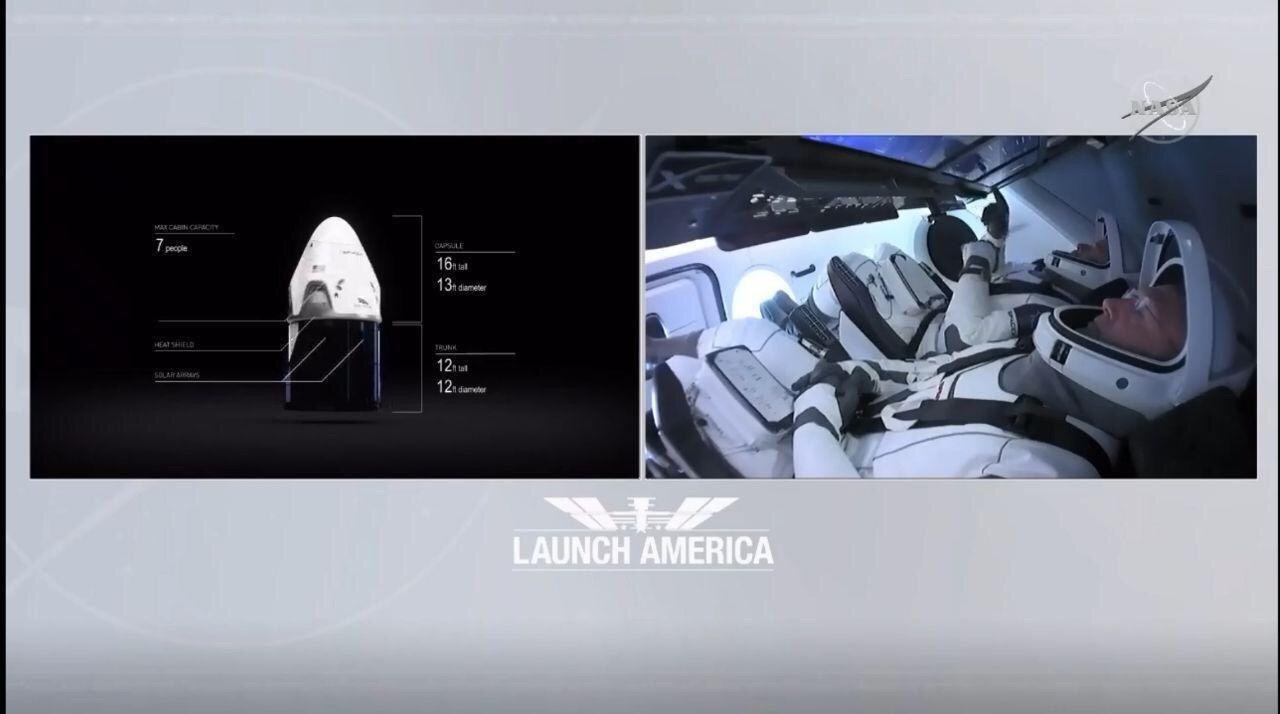 NASA
MAX CABIN CAPACITY
7 people
CAPSULE
16ft tall
13ft diameter
HEAT SHIELD
SOLAR ARRAYS
TRUNK
12ft tall
12ft diameter
LAUNCH AMERICA